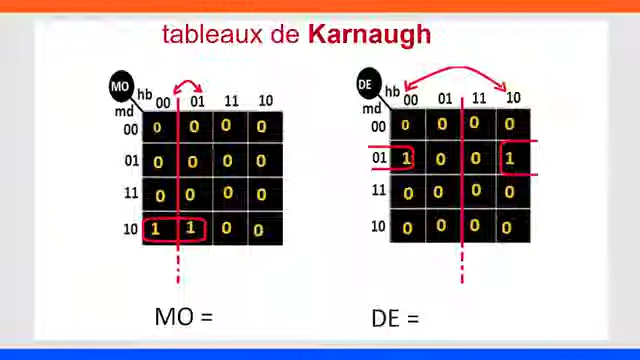 tableaux de Karnaugh
MO hb 00 01 11 10
md
00 0 0 0 0
01 0 0 0 0
11 0 0 0 0
10 1 1 0 0
MO =
DE hb 00 01 11 10
md
00 0 0 0 0
01 1 0 0 1
11 0 0 0 0
10 0 0 0 0
DE =